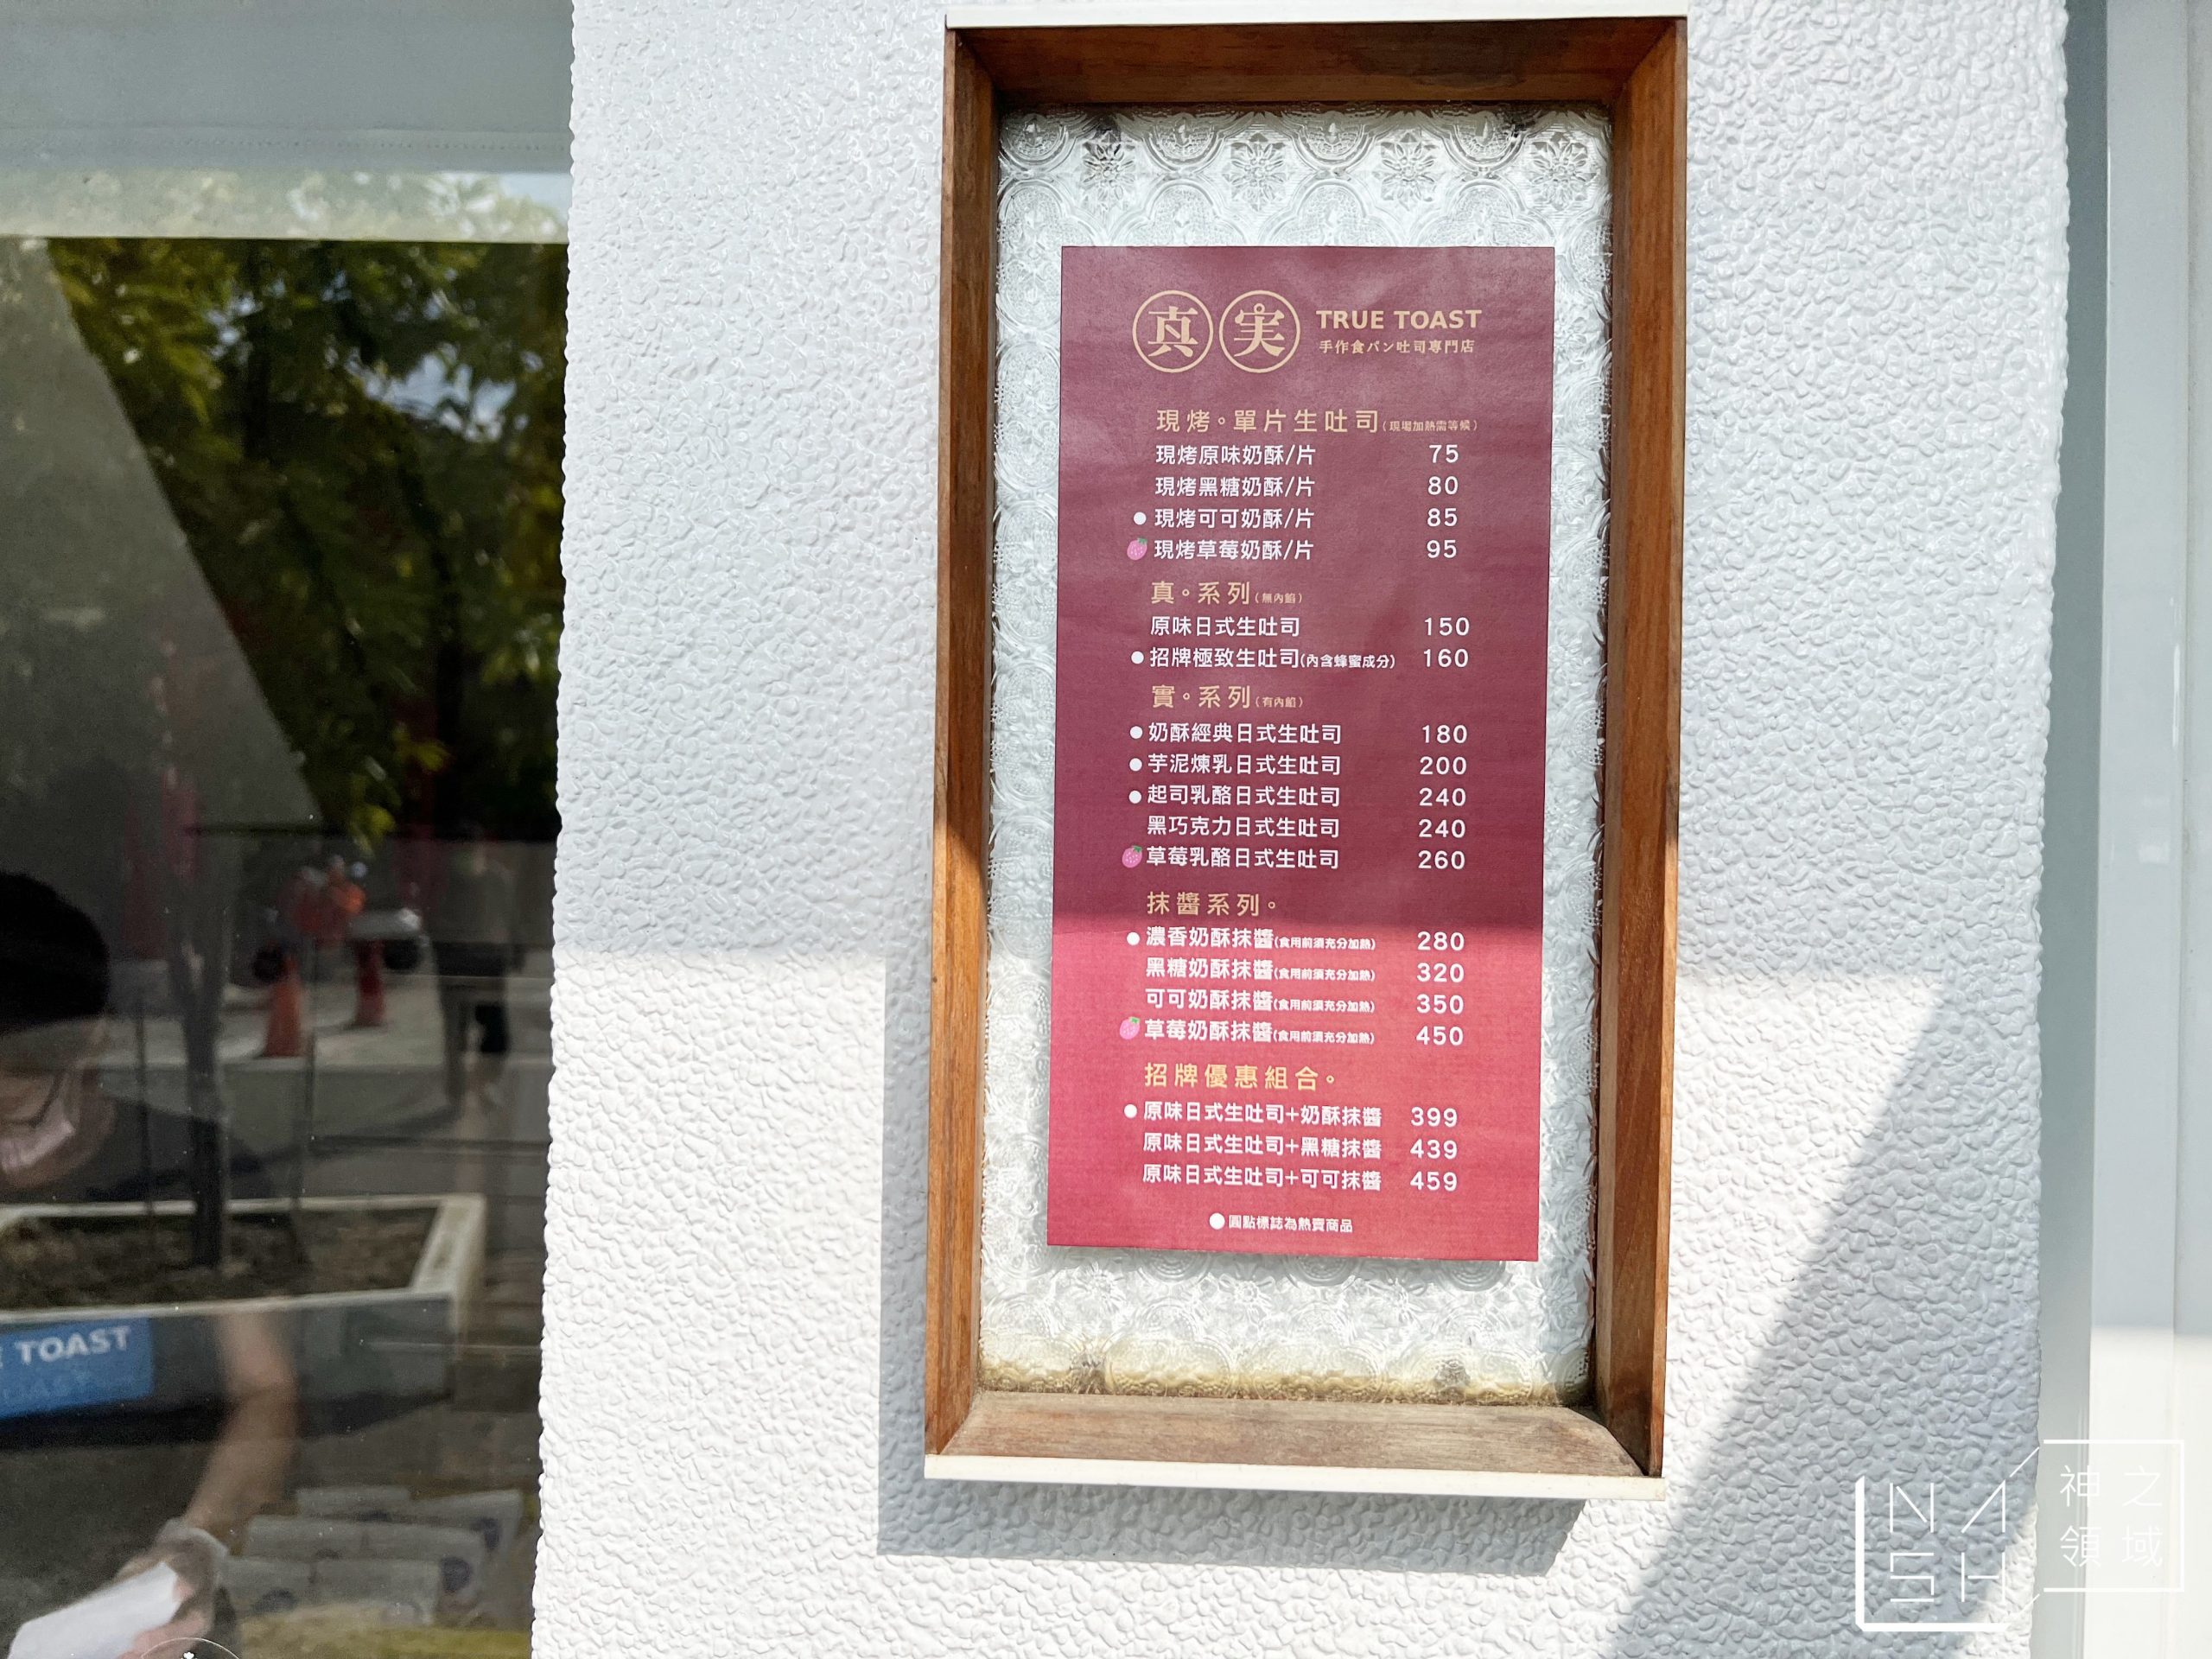 真実 TRUE TOAST
手作食パン吐司専門店
現烤。單片生吐司(現場加熱需等候)
現烤原味奶酥/片 75
現烤黑糖奶酥/片 80
現烤可可奶酥/片 85
現烤草莓奶酥/片 95
真。系列(無內餡)
原味日式生吐司 150
招牌極致生吐司(內含蜂蜜成分) 160
實。系列(有內餡)
奶酥經典日式生吐司 180
芋泥煉乳日式生吐司 200
起司乳酪日式生吐司 240
黑巧克力日式生吐司 240
草莓乳酪日式生吐司 260
抹醬系列。
濃香奶酥抹醬(食用前須充分加熱) 280
黑糖奶酥抹醬(食用前須充分加熱) 320
可可奶酥抹醬(食用前須充分加熱) 350
草莓奶酥抹醬(食用前須充分加熱) 450
招牌優惠組合。
原味日式生吐司+奶酥抹醬 399
原味日式生吐司+黑糖抹醬 439
原味日式生吐司+可可抹醬 459
圓點標誌為熱賣商品
E TOAST
NASH
神之領域